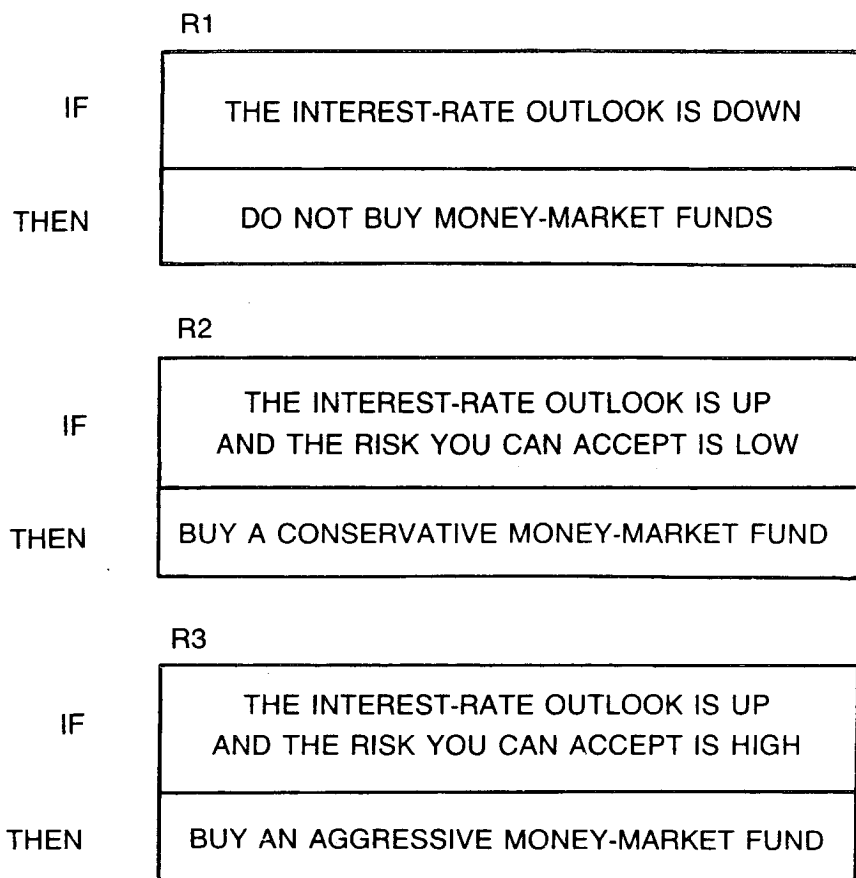 R1
IF
THE INTEREST-RATE OUTLOOK IS DOWN
THEN
DO NOT BUY MONEY-MARKET FUNDS
R2
IF
THE INTEREST-RATE OUTLOOK IS UP
AND THE RISK YOU CAN ACCEPT IS LOW
THEN
BUY A CONSERVATIVE MONEY-MARKET FUND
R3
IF
THE INTEREST-RATE OUTLOOK IS UP
AND THE RISK YOU CAN ACCEPT IS HIGH
THEN
BUY AN AGGRESSIVE MONEY-MARKET FUND